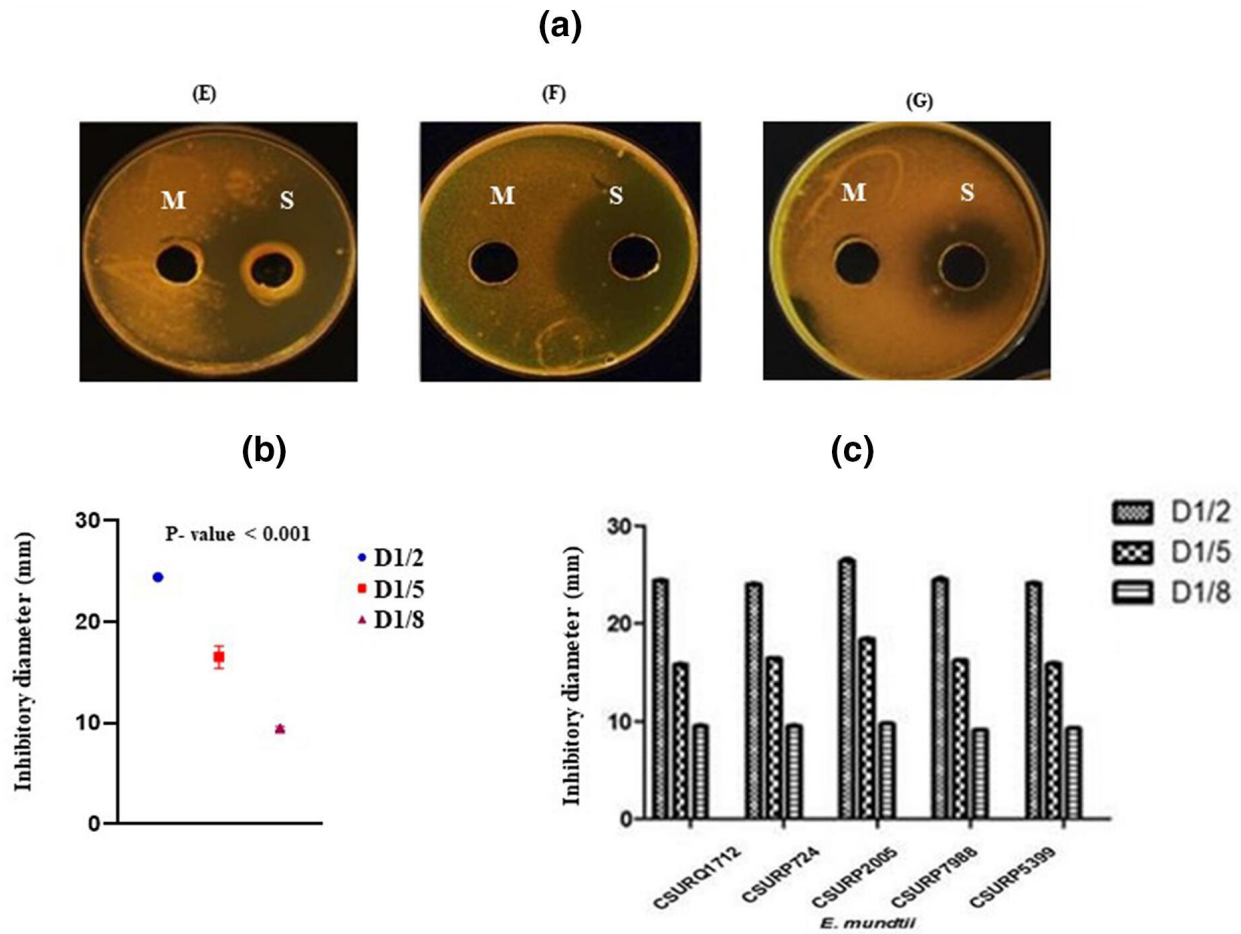 (a)
(E)
(F)
(G)
M
S
M
S
M
S
(b)
Inhibitory diameter (mm)
30
20
10
0
P- value < 0.001
D1/2
D1/5
D1/8
(c)
Inhibitory diameter (mm)
30
20
10
0
D1/2
D1/5
D1/8
CSURQ1712
CSURP724
CSURP2005
CSURP7988
CSURP5399
E. mundtii